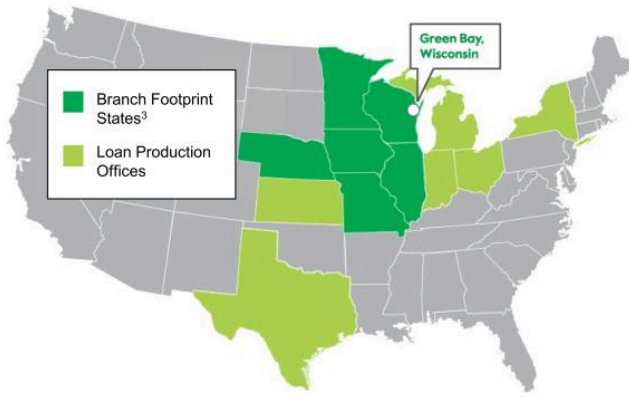 Green Bay,
Wisconsin
Branch Footprint
States³
Loan Production
Offices